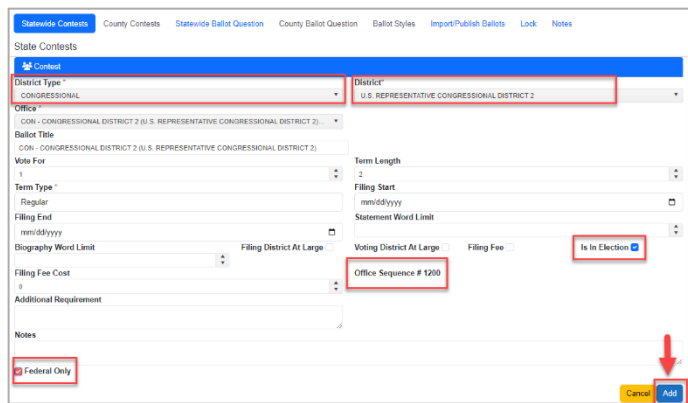 Statewide Contests County Contests Statewide Ballot Question County Ballot Question Ballot Styles Import/Publish Ballots Lock Notes
State Contests
Contest
District Type * District*
CONGRESSIONAL U.S. REPRESENTATIVE CONGRESSIONAL DISTRICT 2
Office *
CON - CONGRESSIONAL DISTRICT 2 (U.S. REPRESENTATIVE CONGRESSIONAL DISTRICT 2)...
Ballot Title
CON - CONGRESSIONAL DISTRICT 2 (U.S. REPRESENTATIVE CONGRESSIONAL DISTRICT 2)
Vote For Term Length
1 2
Term Type * Filing Start
Regular mm/dd/yyyy
Filing End Statement Word Limit
mm/dd/yyyy
Biography Word Limit Filing District At Large Voting District At Large Filing Fee Is In Election
Filing Fee Cost Office Sequence # 1200
0
Additional Requirement
Notes
Federal Only
Cancel Add